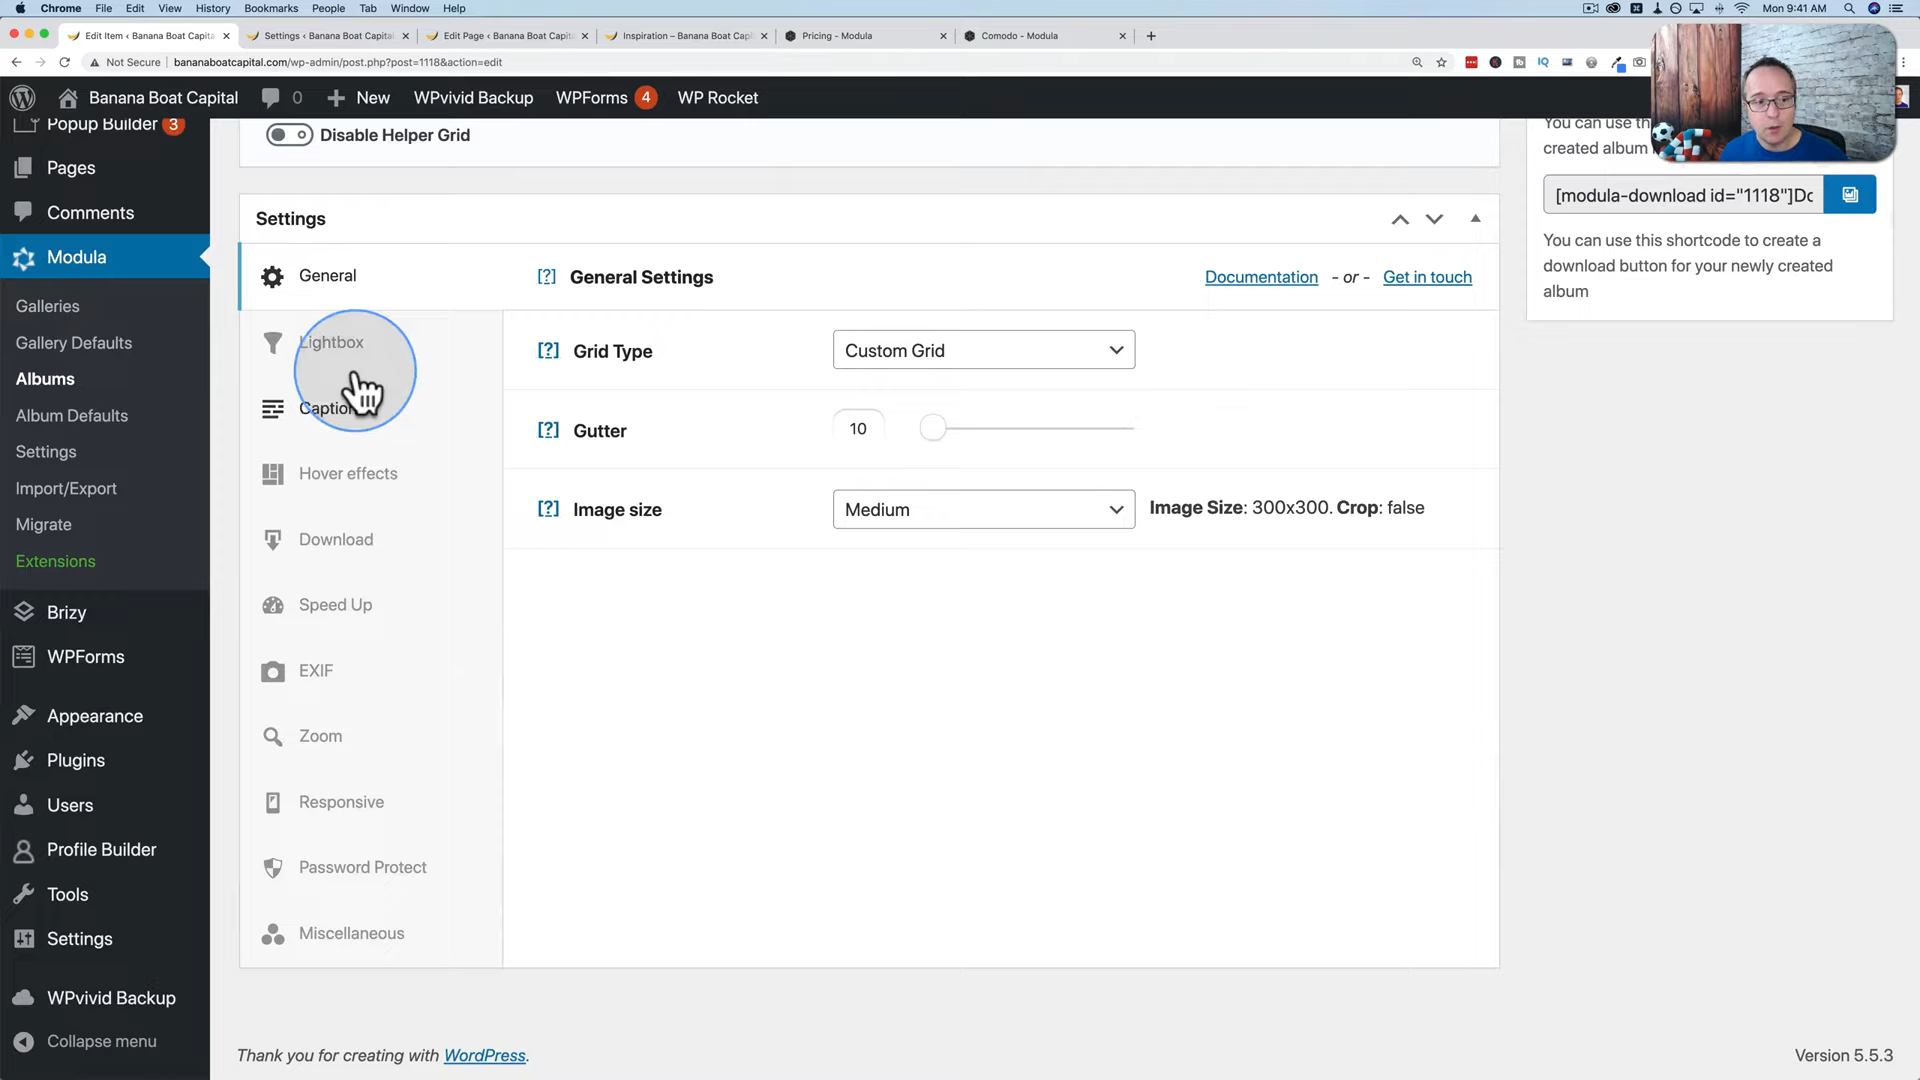 Chrome File Edit View History Bookmarks People Tab Window Help
Mon 9:41 AM
Edit Item ‹ Banana Boat Capita
Settings ‹ Banana Boat Capital
Edit Page ‹ Banana Boat Capit
Inspiration – Banana Boat Cap
Pricing - Modula
Comodo - Modula
Not Secure
bananaboatcapital.com/wp-admin/post.php?post=1118&action=edit
IQ
Banana Boat Capital 0 New WPvivid Backup WPForms 4 WP Rocket
Popup Builder 3
Pages
Comments
Modula
Galleries
Gallery Defaults
Albums
Album Defaults
Settings
Import/Export
Migrate
Extensions
Brizy
WPForms
Appearance
Plugins
Users
Profile Builder
Tools
Settings
WPvivid Backup
Collapse menu
Disable Helper Grid
Settings
General
Lightbox
Caption
Hover effects
Download
Speed Up
EXIF
Zoom
Responsive
Password Protect
Miscellaneous
[?] General Settings
Documentation - or - Get in touch
[?] Grid Type Custom Grid
[?] Gutter 10
[?] Image size Medium Image Size: 300x300. Crop: false
You can use th
created album
[modula-download id="1118"]Dc
You can use this shortcode to create a
download button for your newly created
album
Thank you for creating with WordPress.
Version 5.5.3